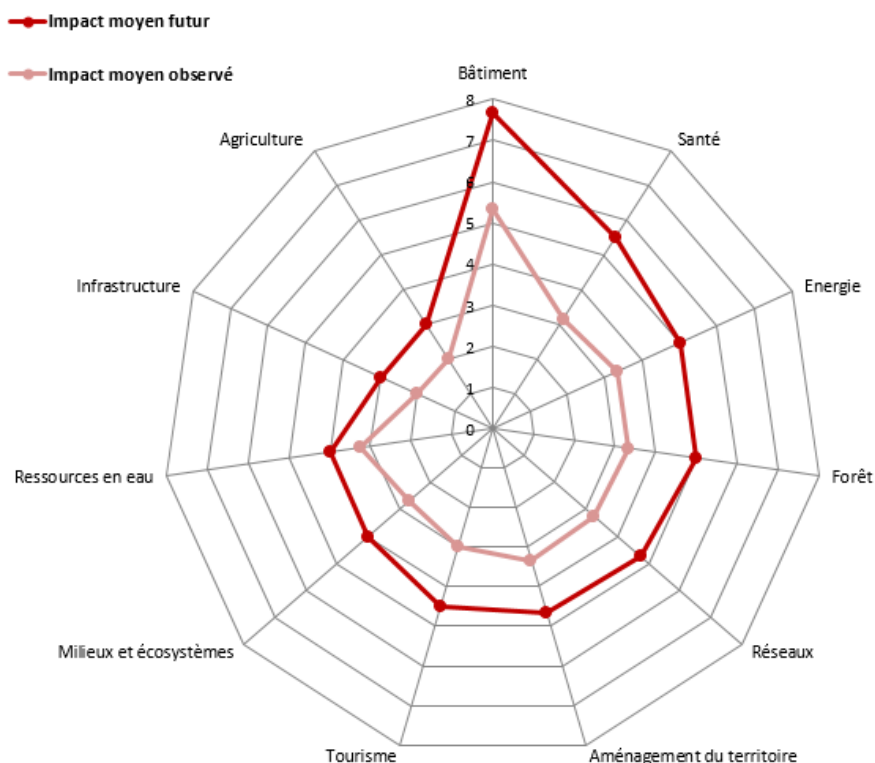 Impact moyen futur
Impact moyen observé
Bâtiment
8
Agriculture
Santé
7
6
5
Infrastructure
Energie
4
3
2
1
0
Ressources en eau
Forêt
Milieux et écosystèmes
Réseaux
Tourisme
Aménagement du territoire